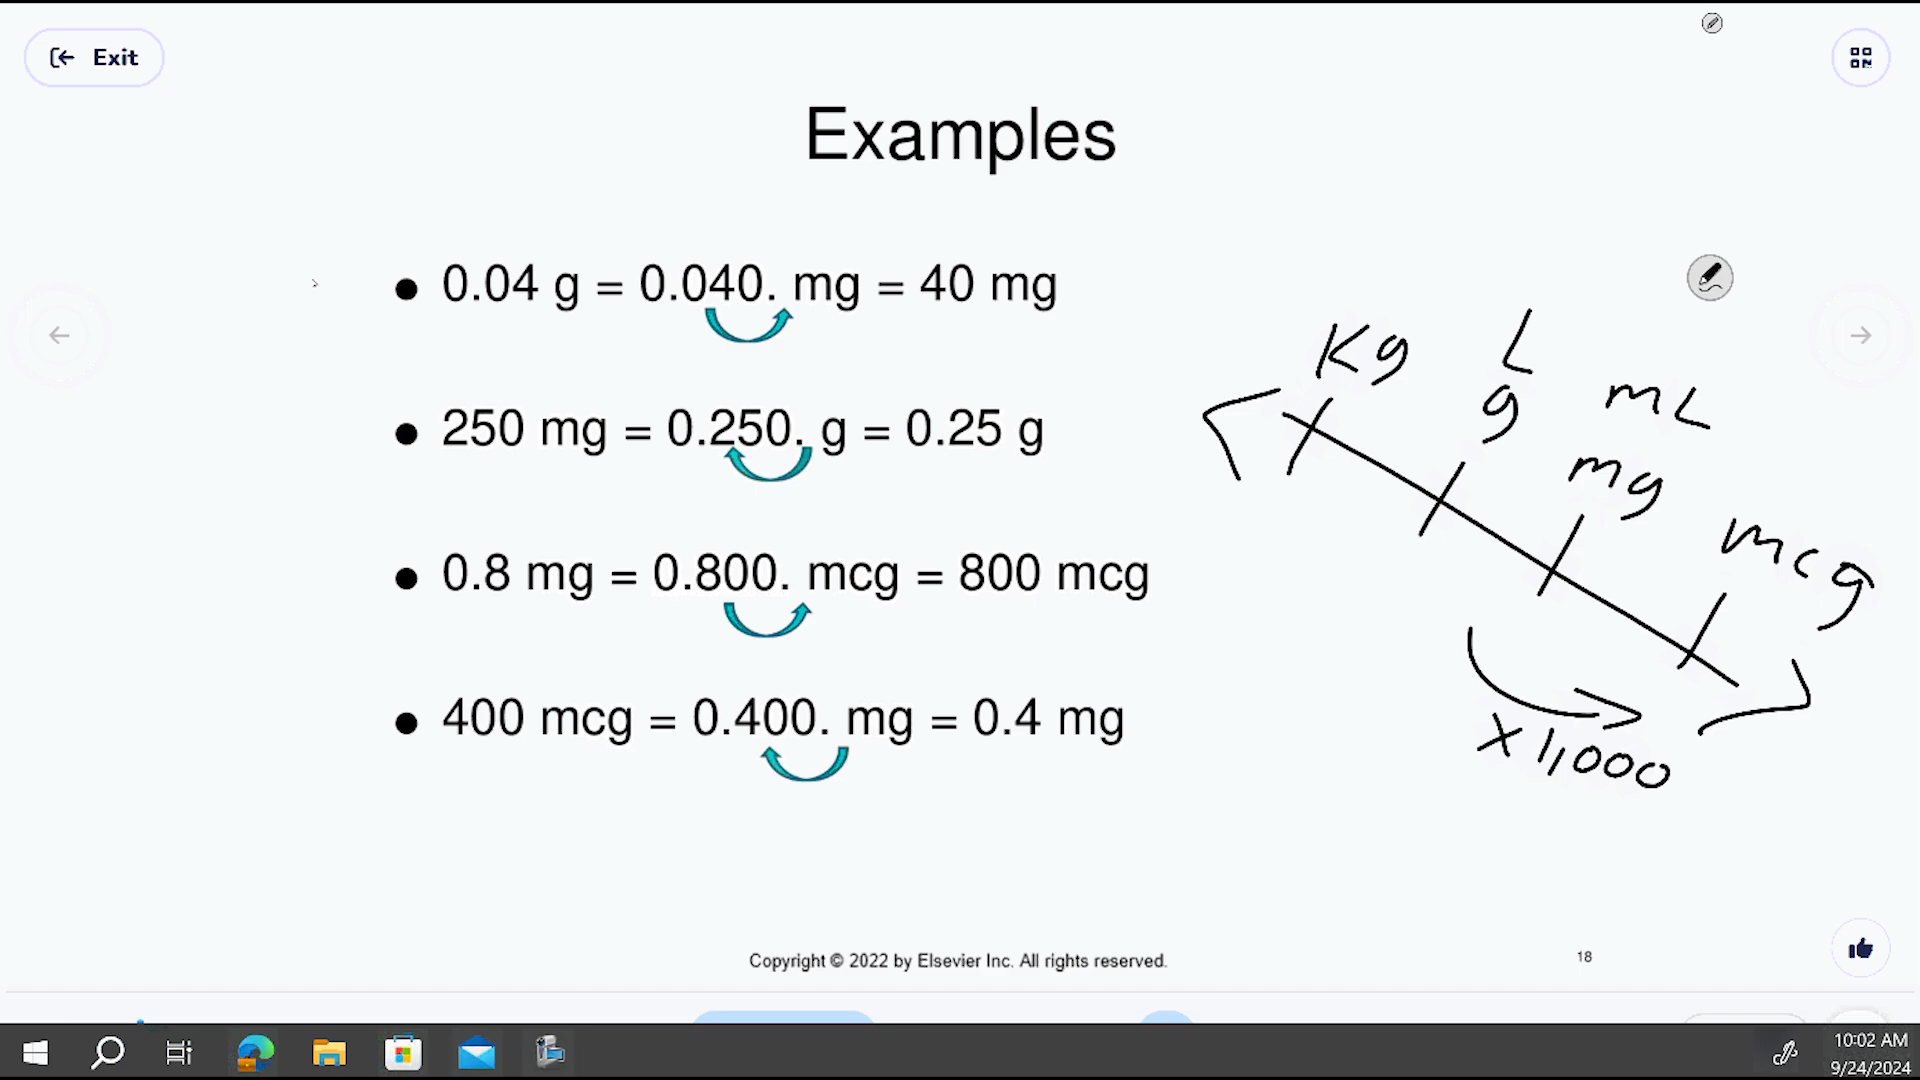 Exit
Examples
● 0.04 g = 0.040. mg = 40 mg
● 250 mg = 0.250. g = 0.25 g
● 0.8 mg = 0.800. mcg = 800 mcg
● 400 mcg = 0.400. mg = 0.4 mg
Kg L
g mL
mg
mcg
x 1,000
Copyright © 2022 by Elsevier Inc. All rights reserved.
18
10:02 AM
9/24/2024